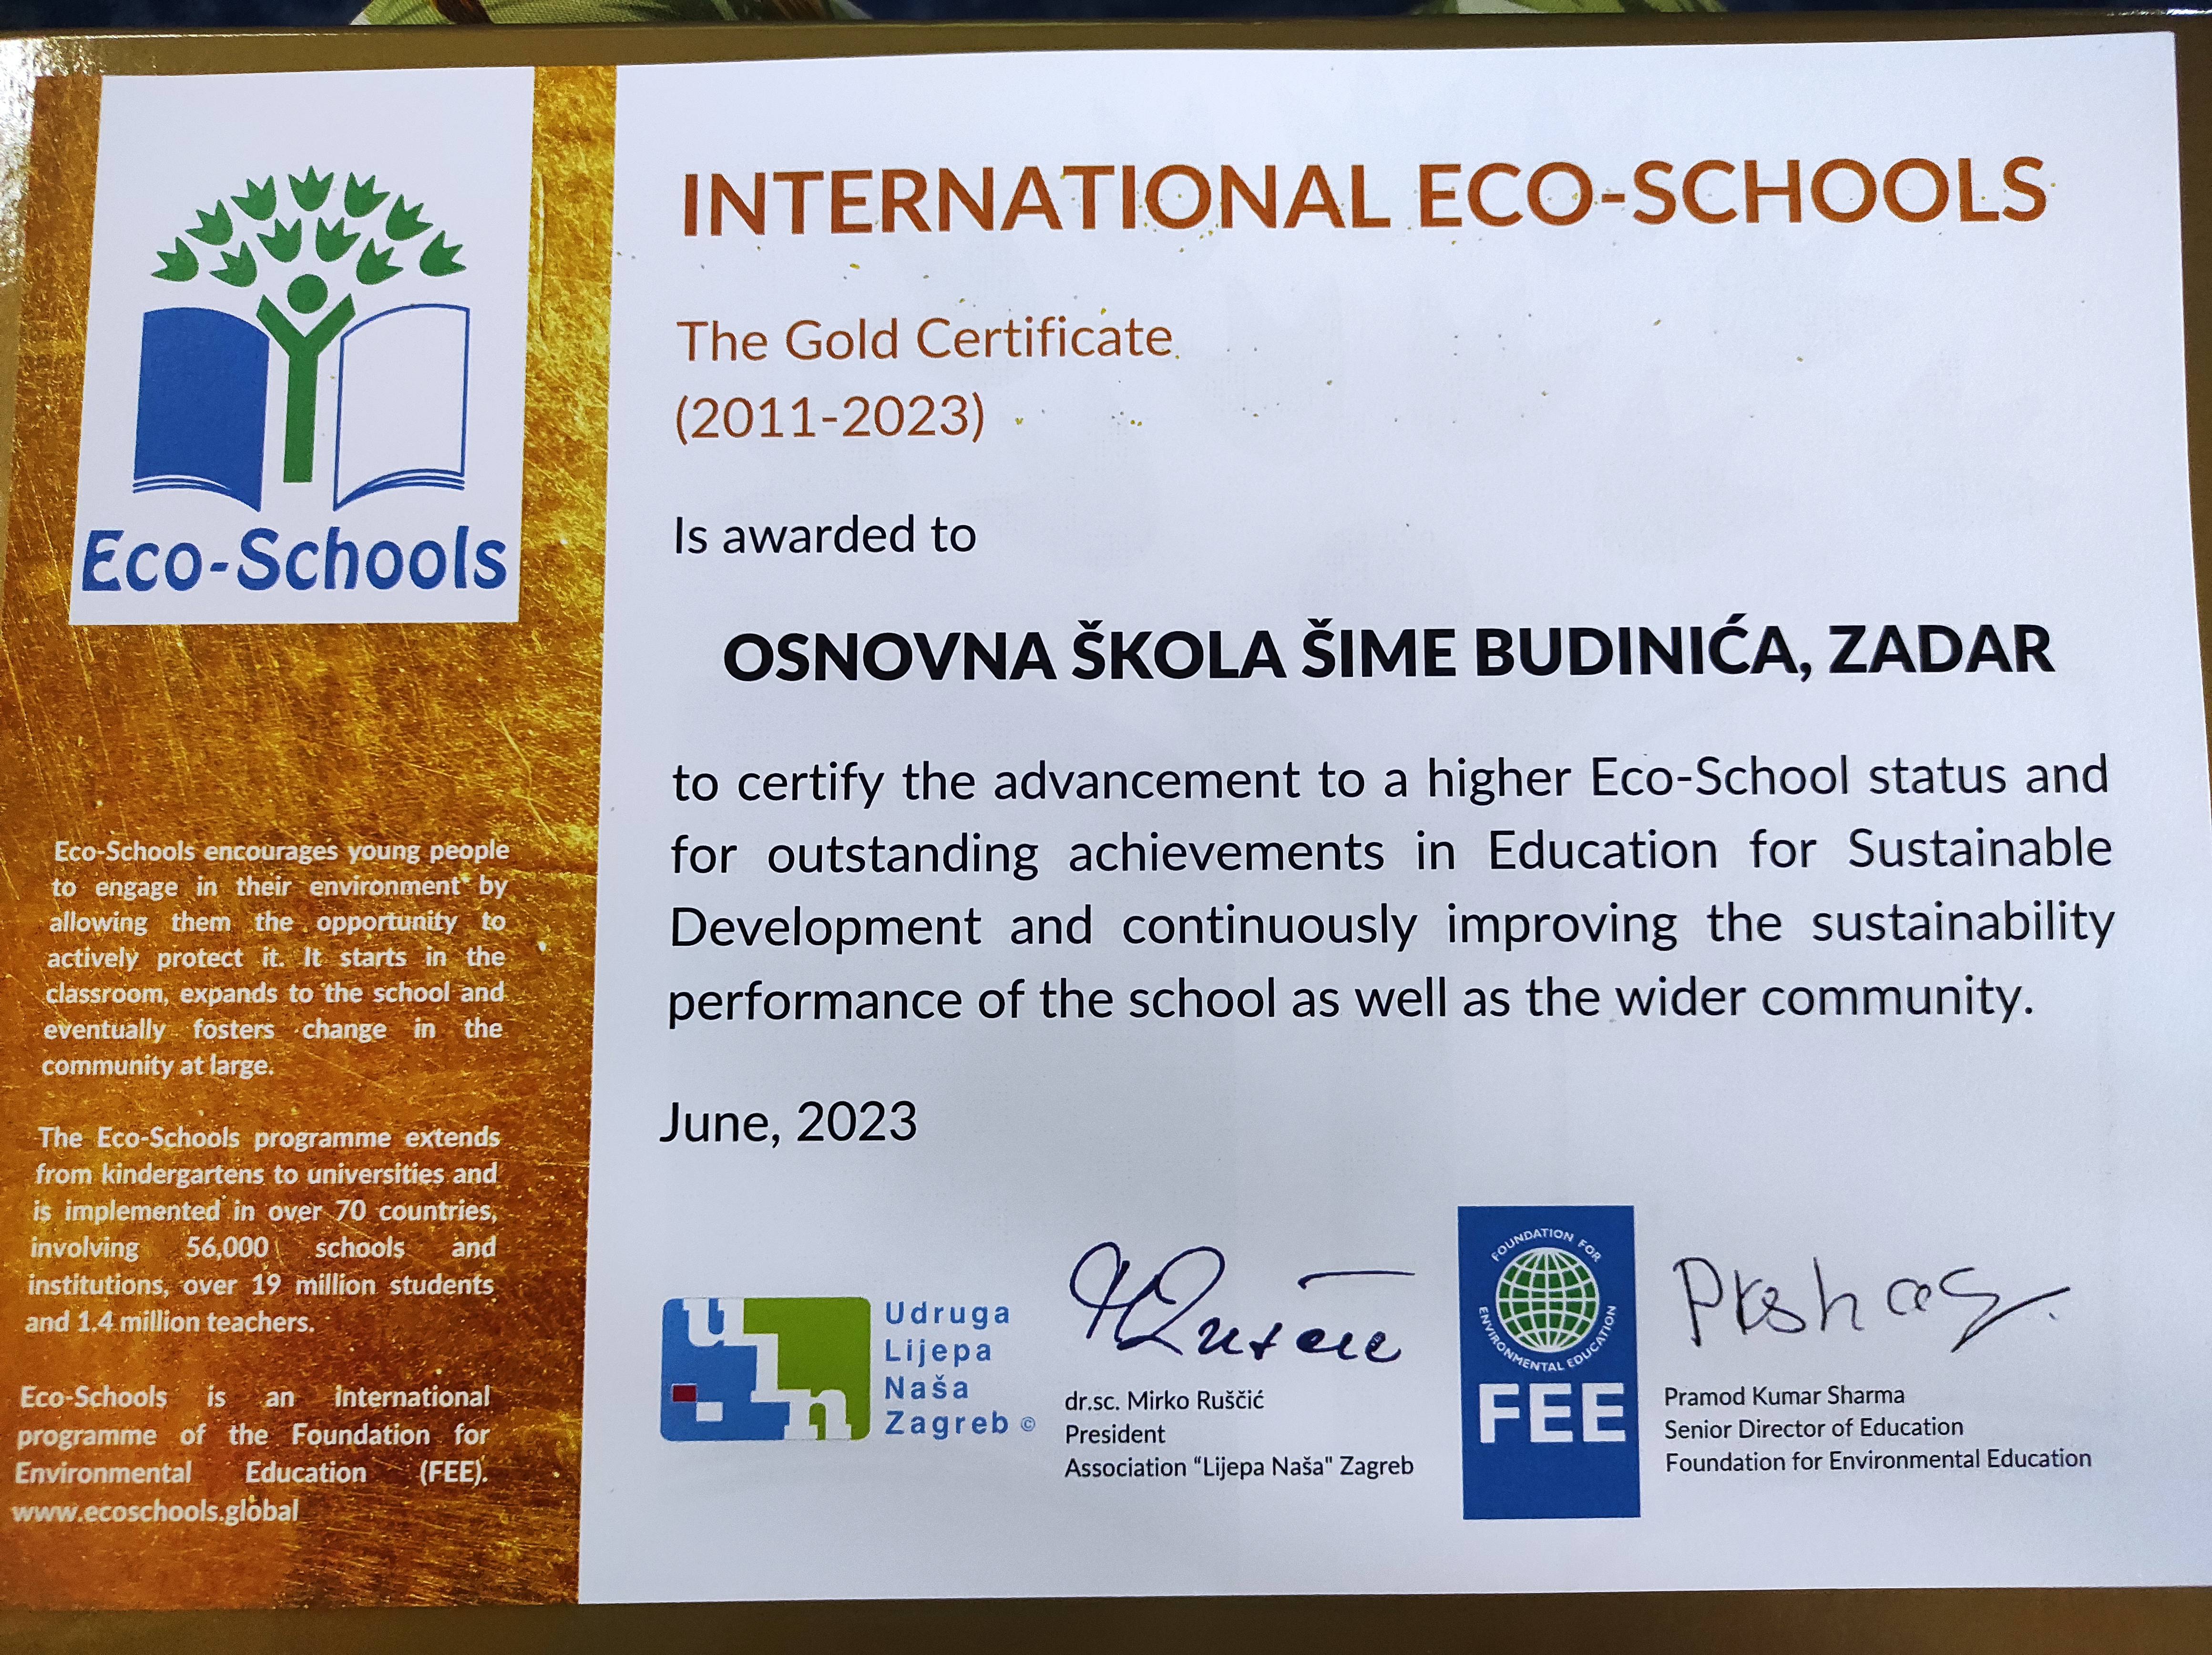 Eco-Schools
Eco-Schools encourages young people
to engage in their environment by
allowing them the opportunity to
actively protect it. It starts in the
classroom, expands to the school and
eventually fosters change in the
community at large.
The Eco-Schools programme extends
from kindergartens to universities and
is implemented in over 70 countries,
involving 56,000 schools and
institutions, over 19 million students
and 1.4 million teachers.
Eco-Schools is an international
programme of the Foundation for
Environmental Education (FEE).
www.ecoschools.global
INTERNATIONAL ECO-SCHOOLS
The Gold Certificate
(2011-2023)
Is awarded to
OSNOVNA ŠKOLA ŠIME BUDINIĆA, ZADAR
to certify the advancement to a higher Eco-School status and
for outstanding achievements in Education for Sustainable
Development and continuously improving the sustainability
performance of the school as well as the wider community.
June, 2023
uln
Udruga
Lijepa
Naša
Zagreb ©
dr.sc. Mirko Ruščić
President
Association “Lijepa Naša" Zagreb
FOUNDATION FOR
ENVIRONMENTAL EDUCATION
FEE
Pramod Kumar Sharma
Senior Director of Education
Foundation for Environmental Education